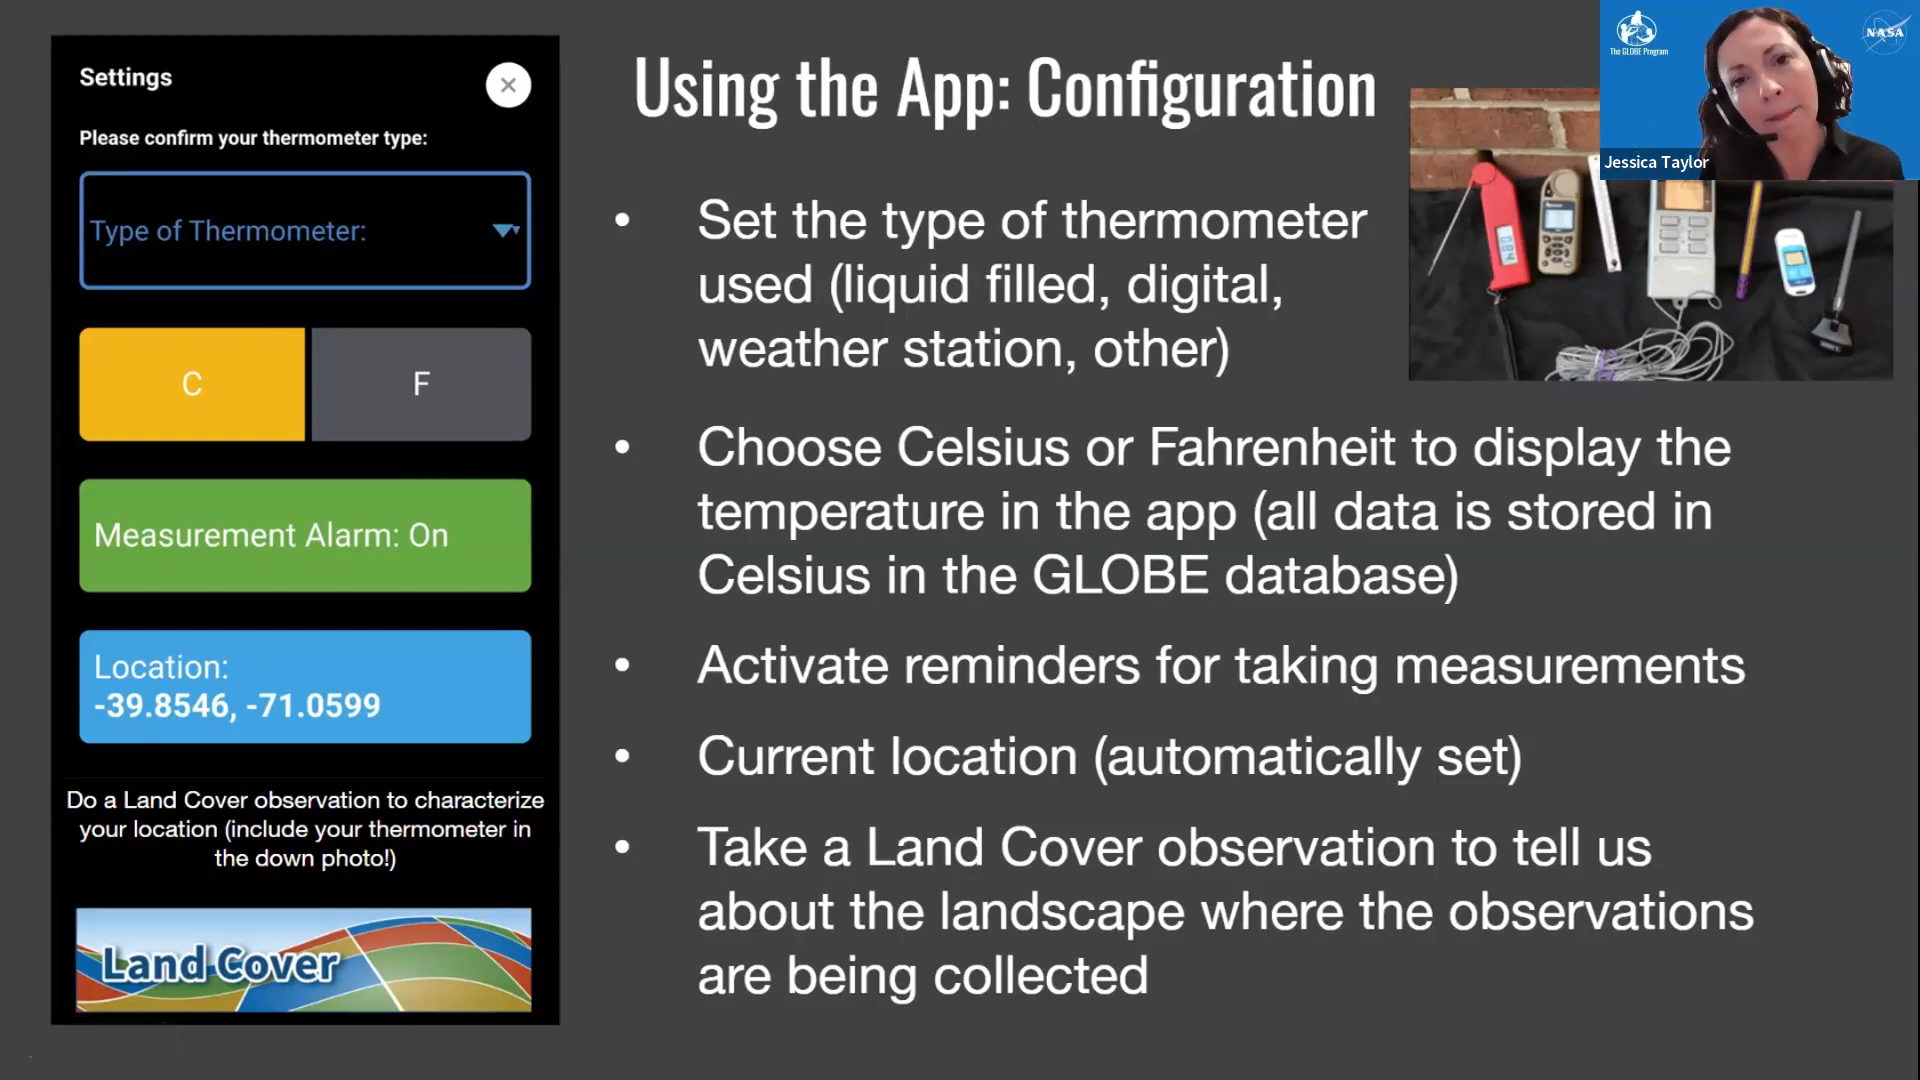 Settings
Please confirm your thermometer type:
Type of Thermometer:
C
F
Measurement Alarm: On
Location:
-39.8546, -71.0599
Do a Land Cover observation to characterize
your location (include your thermometer in
the down photo!)
Land Cover
Using the App: Configuration
• Set the type of thermometer
used (liquid filled, digital,
weather station, other)
• Choose Celsius or Fahrenheit to display the
temperature in the app (all data is stored in
Celsius in the GLOBE database)
• Activate reminders for taking measurements
• Current location (automatically set)
• Take a Land Cover observation to tell us
about the landscape where the observations
are being collected
The GLOBE Program
NASA
Jessica Taylor